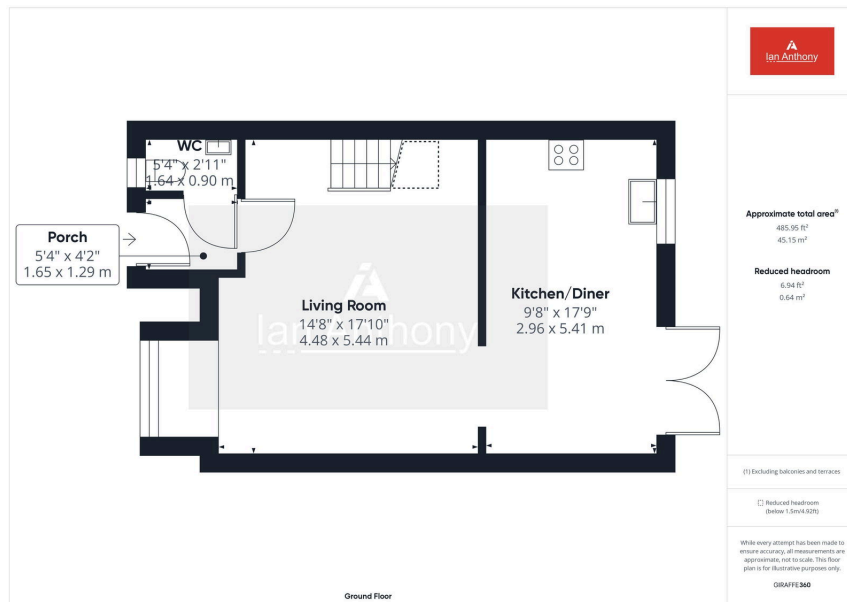 WC
5'4" x 2'11"
1.64 x 0.90 m
Porch
5'4" x 4'2"
1.65 x 1.29 m
Living Room
14'8" x 17'10"
4.48 x 5.44 m
Kitchen/Diner
9'8" x 17'9"
2.96 x 5.41 m
Ian Anthony
Ground Floor
Ian Anthony
Approximate total area⁽¹⁾
485.95 ft²
45.15 m²
Reduced headroom
6.94 ft²
0.64 m²
(1) Excluding balconies and terraces
Reduced headroom
(below 1.5m/4.92ft)
While every attempt has been made to
ensure accuracy, all measurements are
approximate, not to scale. This floor
plan is for illustrative purposes only.
GIRAFFE360